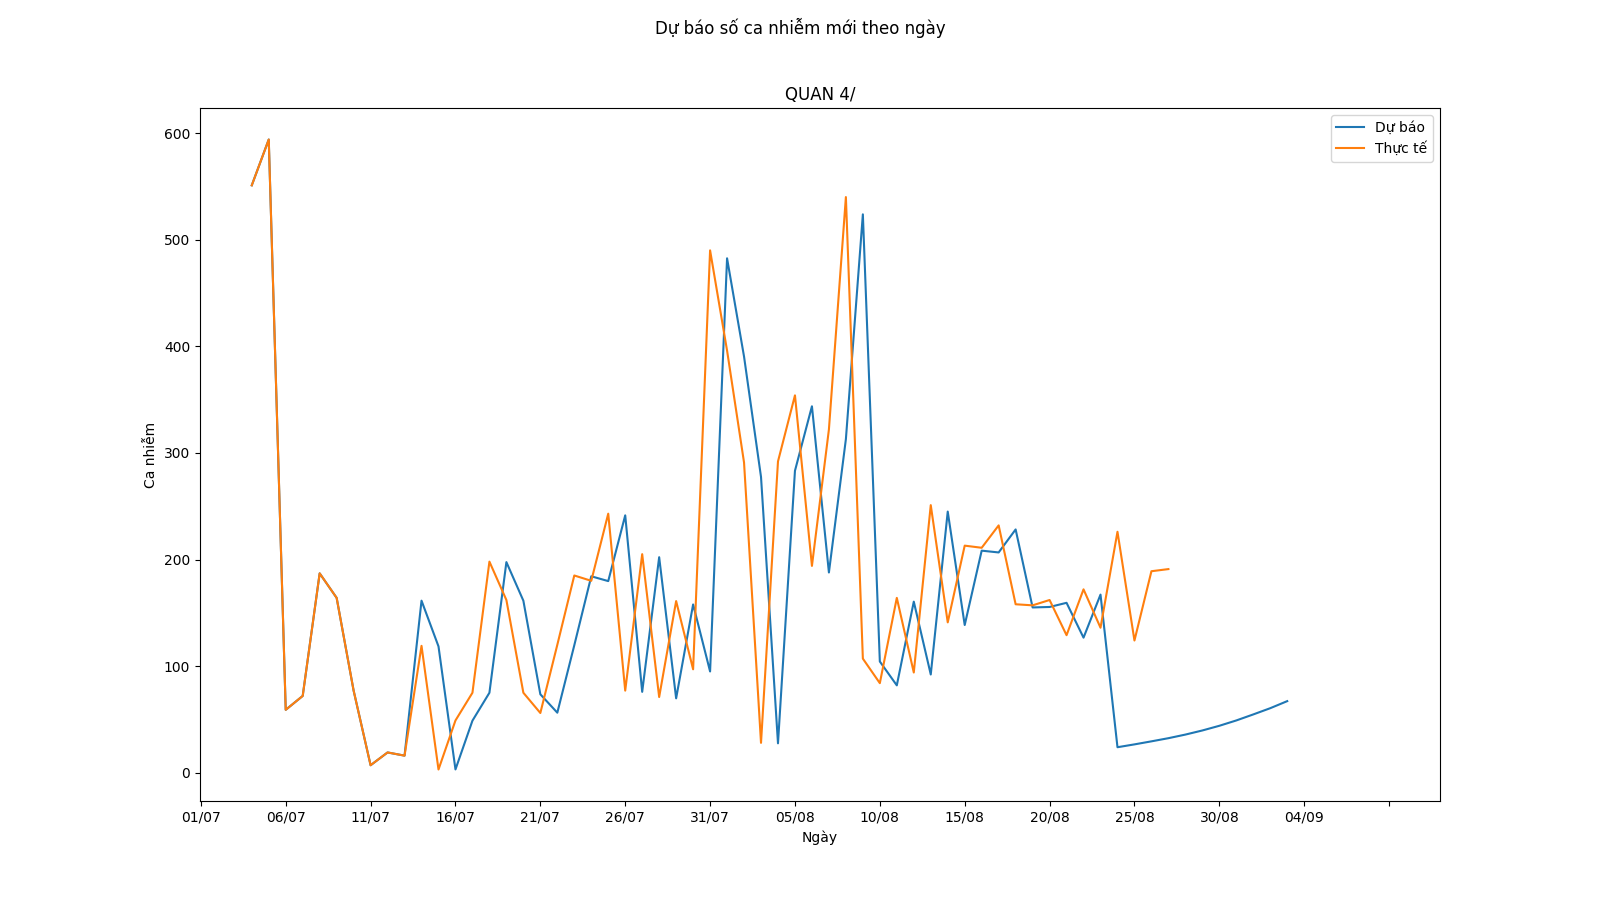 Dự báo số ca nhiễm mới theo ngày
QUAN 4/
Dự báo
Thực tế
600
500
400
300
200
100
0
Ca nhiễm
01/07 06/07 11/07 16/07 21/07 26/07 31/07 05/08 10/08 15/08 20/08 25/08 30/08 04/09
Ngày